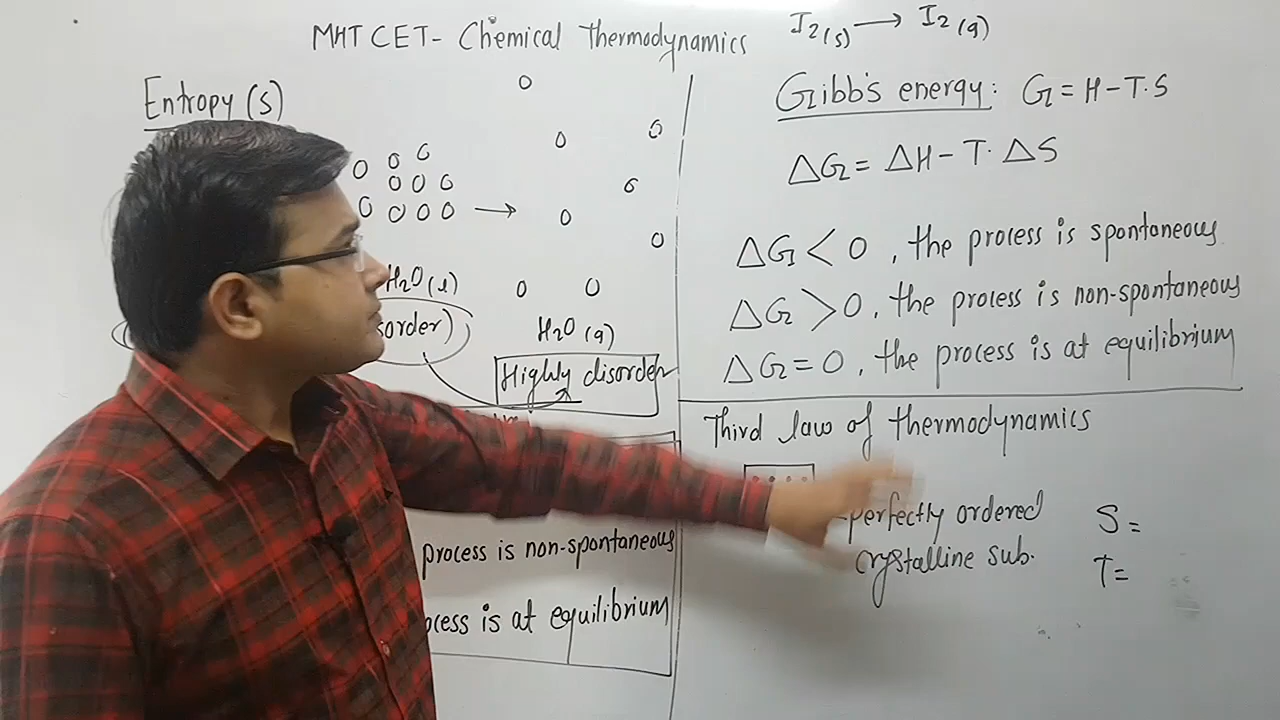 MHT CET- Chemical thermodynamics
I2(s) → I2(g)
Entropy (S)
H2O(l)
sorder)
H2O(g)
Highly disorder
process is non-spontaneous
ocess is at equilibrium
Gibb's energy: G = H - T·S
ΔG = ΔH - T·ΔS
ΔG < 0, the process is spontaneous
ΔG > 0, the process is non-spontaneous
ΔG = 0, the process is at equilibrium
Third law of thermodynamics
perfectly ordered
crystalline sub.
S =
T =